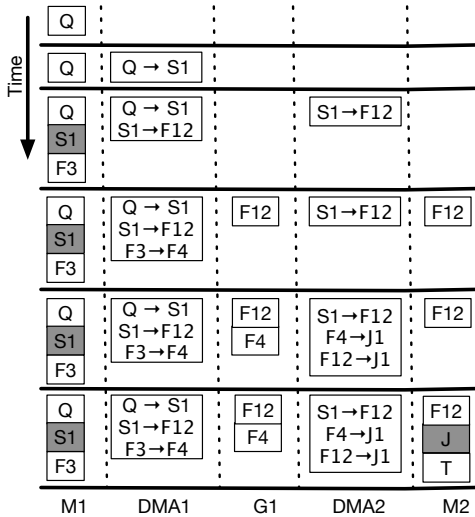 Time
Q
Q
Q → S1
Q
S1
F3
Q → S1
S1→F12
S1→F12
Q
S1
F3
Q → S1
S1→F12
F3→F4
F12
S1→F12
F12
Q
S1
F3
Q → S1
S1→F12
F3→F4
F12
F4
S1→F12
F4→J1
F12→J1
F12
Q
S1
F3
Q → S1
S1→F12
F3→F4
F12
F4
S1→F12
F4→J1
F12→J1
F12
J
T
M1 DMA1 G1 DMA2 M2